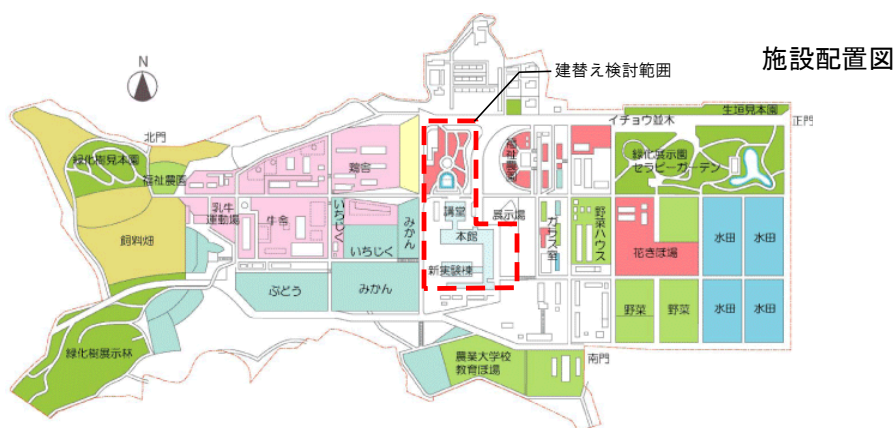 施設配置図
建替え検討範囲
N
生垣見本園
イチョウ並木
正門
北門
緑化樹見本園
福祉農園
鶏舎
福祉農園
緑化展示園
セラピーガーデン
乳牛
運動場
牛舎
いちじく
いちじく
みかん
講堂
展示場
本館
ガラス室
野菜ハウス
花きほ場
水田
水田
飼料畑
新実験棟
ぶどう
みかん
野菜
野菜
水田
水田
緑化樹展示林
農業大学校
教育ほ場
南門